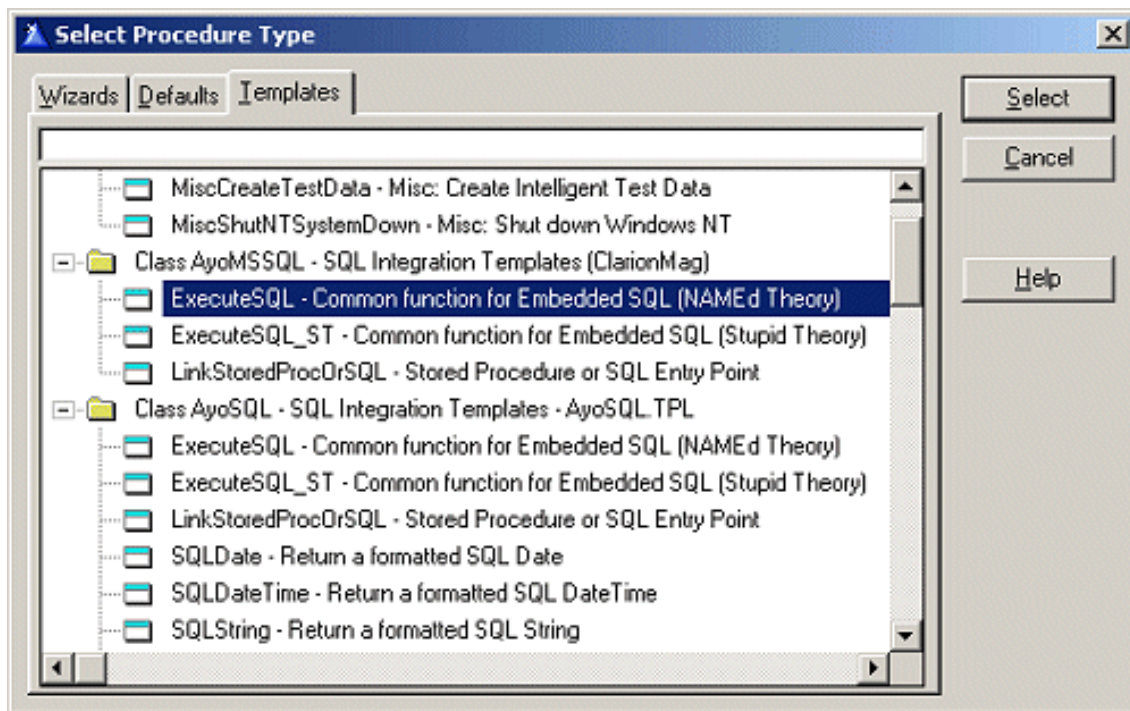 Select Procedure Type
Wizards Defaults Templates
Select
Cancel
Help
MiscCreateTestData - Misc: Create Intelligent Test Data
MiscShutNTSystemDown - Misc: Shut down Windows NT
Class AyoMSSQL - SQL Integration Templates (ClarionMag)
ExecuteSQL - Common function for Embedded SQL (NAMEd Theory)
ExecuteSQL_ST - Common function for Embedded SQL (Stupid Theory)
LinkStoredProcOrSQL - Stored Procedure or SQL Entry Point
Class AyoSQL - SQL Integration Templates - AyoSQL.TPL
ExecuteSQL - Common function for Embedded SQL (NAMEd Theory)
ExecuteSQL_ST - Common function for Embedded SQL (Stupid Theory)
LinkStoredProcOrSQL - Stored Procedure or SQL Entry Point
SQLDate - Return a formatted SQL Date
SQLDateTime - Return a formatted SQL DateTime
SQLString - Return a formatted SQL String